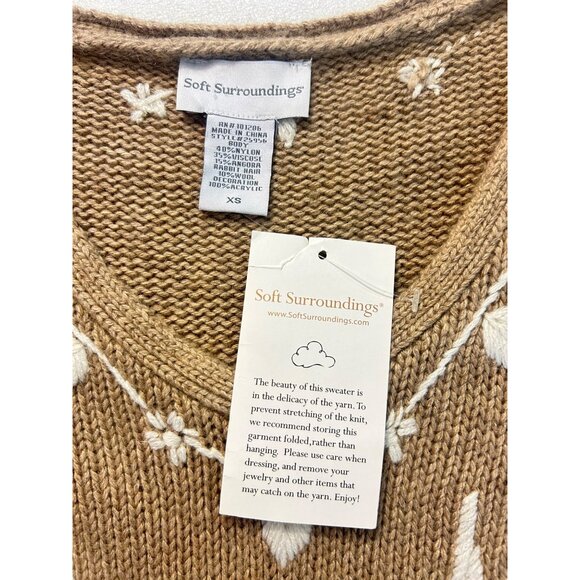 Soft Surroundings®
RN#101206
MADE IN CHINA
STYLE#25956
BODY
40%NYLON
35%VISCOSE
15%ANGORA
RABBIT HAIR
10%WOOL
DECORATION
100%ACRYLIC
XS
Soft Surroundings®
www.SoftSurroundings.com
The beauty of this sweater is
in the delicacy of the yarn. To
prevent stretching of the knit,
we recommend storing this
garment folded,rather than
hanging. Please use care when
dressing, and remove your
jewelry and other items that
may catch on the yarn. Enjoy!